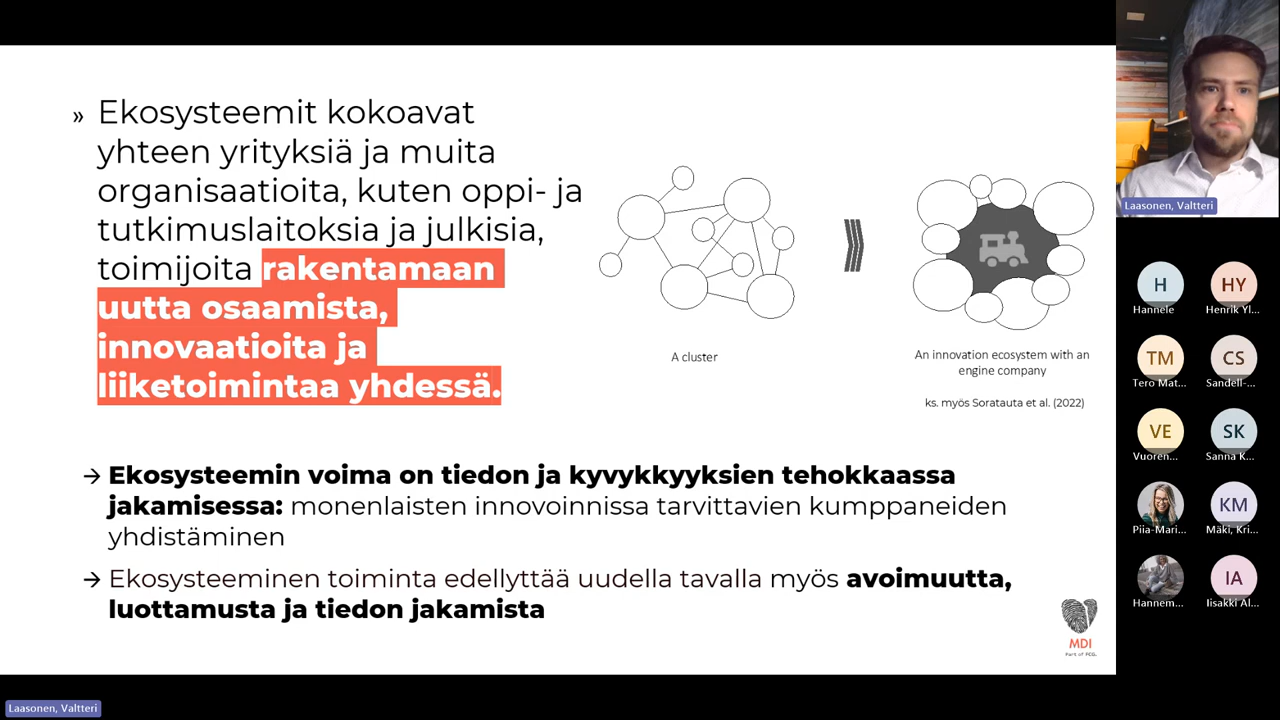 » Ekosysteemit kokoavat
yhteen yrityksiä ja muita
organisaatioita, kuten oppi- ja
tutkimuslaitoksia ja julkisia,
toimijoita rakentamaan
uutta osaamista,
innovaatioita ja
liiketoimintaa yhdessä.
A cluster
An innovation ecosystem with an
engine company
ks. myös Soratauta et al. (2022)
→ Ekosysteemin voima on tiedon ja kyvykkyyksien tehokkaassa
jakamisessa: monenlaisten innovoinnissa tarvittavien kumppaneiden
yhdistäminen
→ Ekosysteeminen toiminta edellyttää uudella tavalla myös avoimuutta,
luottamusta ja tiedon jakamista
MDI
Part of FCG.
Laasonen, Valtteri
H
Hannele
HY
Henrik Yl...
TM
Tero Mat...
CS
Sandell-...
VE
Vuoren...
SK
Sanna K...
Piia-Mari...
KM
Mäki, Kri...
Hannem...
IA
Iisakki Al...
Laasonen, Valtteri